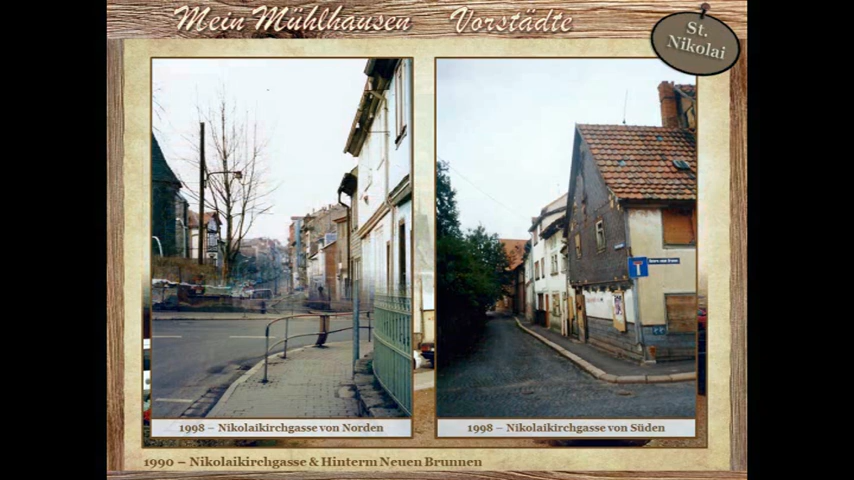 Mein Mühlhausen Vorstädte
St.
Nikolai
1998 – Nikolaikirchgasse von Norden
1998 – Nikolaikirchgasse von Süden
1990 – Nikolaikirchgasse & Hinterm Neuen Brunnen